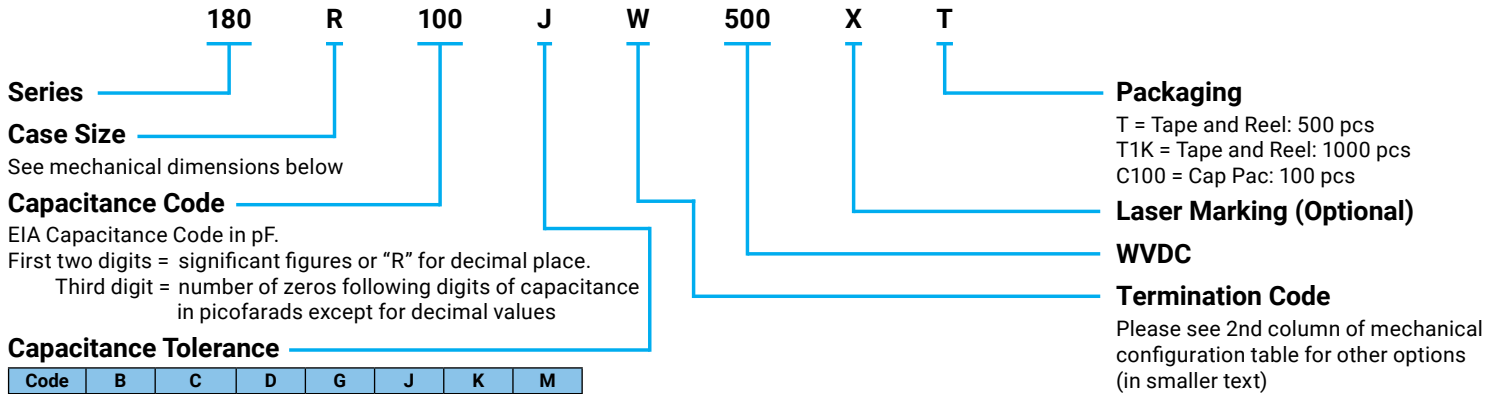 180 R 100 J W 500 X T
Series
Case Size
See mechanical dimensions below
Capacitance Code
EIA Capacitance Code in pF.
First two digits = significant figures or “R” for decimal place.
Third digit = number of zeros following digits of capacitance
in picofarads except for decimal values
Capacitance Tolerance
Code B C D G J K M
Packaging
T = Tape and Reel: 500 pcs
T1K = Tape and Reel: 1000 pcs
C100 = Cap Pac: 100 pcs
Laser Marking (Optional)
WVDC
Termination Code
Please see 2nd column of mechanical
configuration table for other options
(in smaller text)